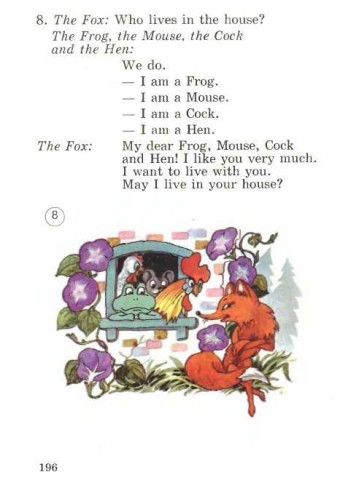 8. The Fox: Who lives in the house?
The Frog, the Mouse, the Cock
and the Hen:
We do.
— I am a Frog.
— I am a Mouse.
— I am a Cock.
— I am a Hen.
The Fox: My dear Frog, Mouse, Cock
and Hen! I like you very much.
I want to live with you.
May I live in your house?
8
196